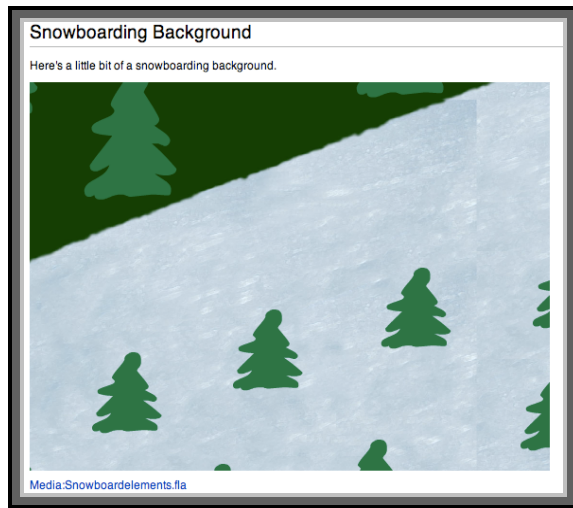 Snowboarding Background
Here's a little bit of a snowboarding background.
Media:Snowboardelements.fla